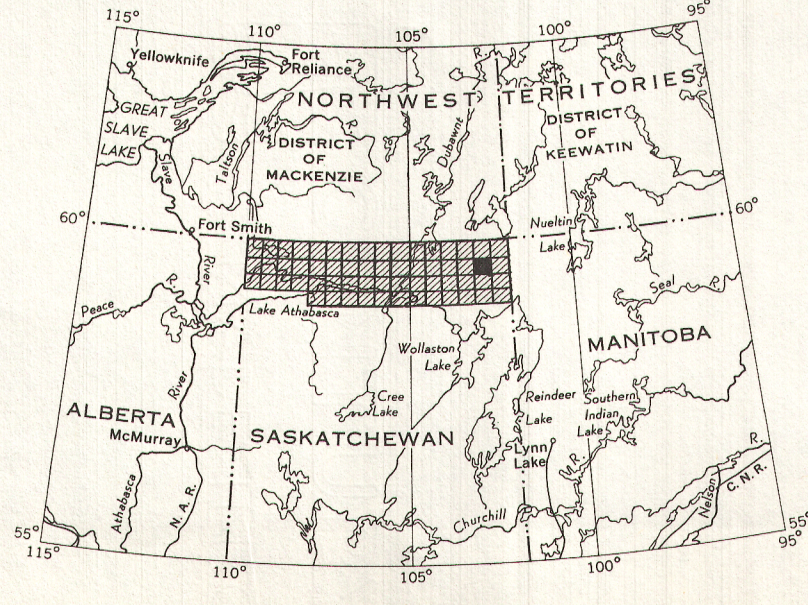 115°
110°
105°
100°
95°
Yellowknife
Fort
Reliance
R.
NORTHWEST TERRITORIES
GREAT
SLAVE
LAKE
Slave
Taltson
R.
DISTRICT
OF
MACKENZIE
Dubawnt
DISTRICT
OF
KEEWATIN
60°
60°
Fort Smith
Nueltin
Lake
River
R.
Peace
Lake Athabasca
Seal R.
Wollaston
Lake
MANITOBA
River
Cree
Lake
Reindeer
Lake
Southern
Indian
Lake
ALBERTA
McMurray
SASKATCHEWAN
Lynn
Lake
R.
R.
Athabasca
N.A.R.
Churchill
Nelson
C.N.R.
55°
115°
110°
105°
100°
55°
95°